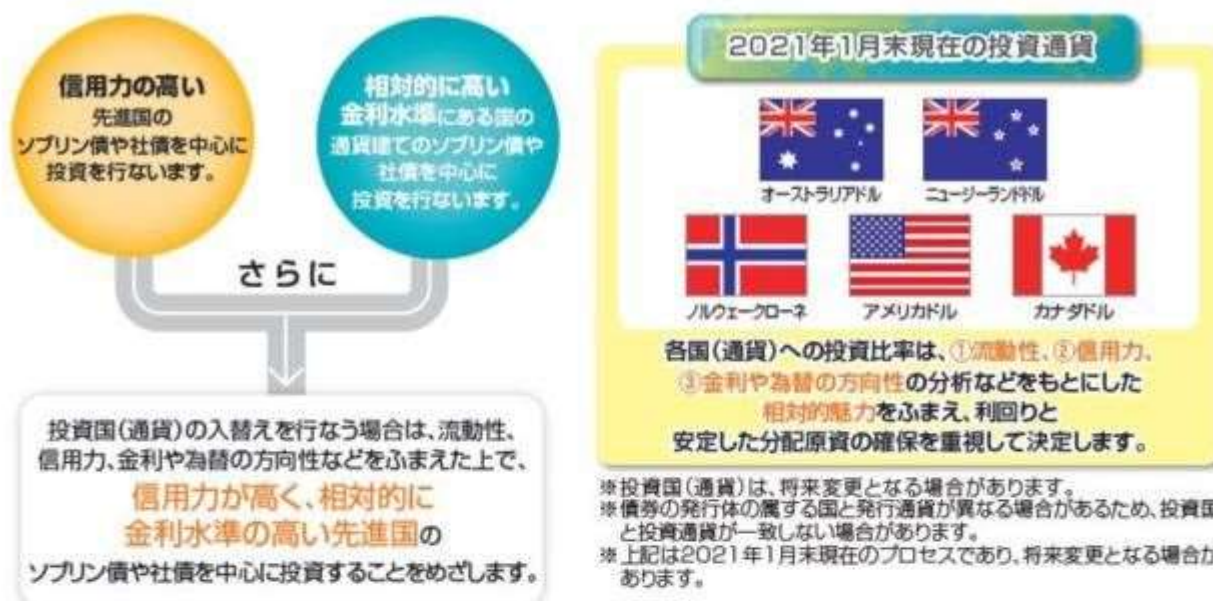 信用力の高い
先進国の
ソブリン債や社債を中心に
投資を行ないます。
相対的に高い
金利水準にある国の
通貨建てのソブリン債や
社債を中心に
投資を行ないます。
さらに
投資国(通貨)の入替えを行なう場合は、流動性、
信用力、金利や為替の方向性などをふまえた上で、
信用力が高く、相対的に
金利水準の高い先進国の
ソブリン債や社債を中心に投資することをめざします。
2021年1月末現在の投資通貨
オーストラリアドル
ニュージーランドドル
ノルウェークローネ
アメリカドル
カナダドル
各国(通貨)への投資比率は、①流動性、②信用力、
③金利や為替の方向性の分析などをもとにした
相対的魅力をふまえ、利回りと
安定した分配原資の確保を重視して決定します。
※投資国(通貨)は、将来変更となる場合があります。
※債券の発行体の属する国と発行通貨が異なる場合があるため、投資国
と投資通貨が一致しない場合があります。
※上記は2021年1月末現在のプロセスであり、将来変更となる場合が
あります。